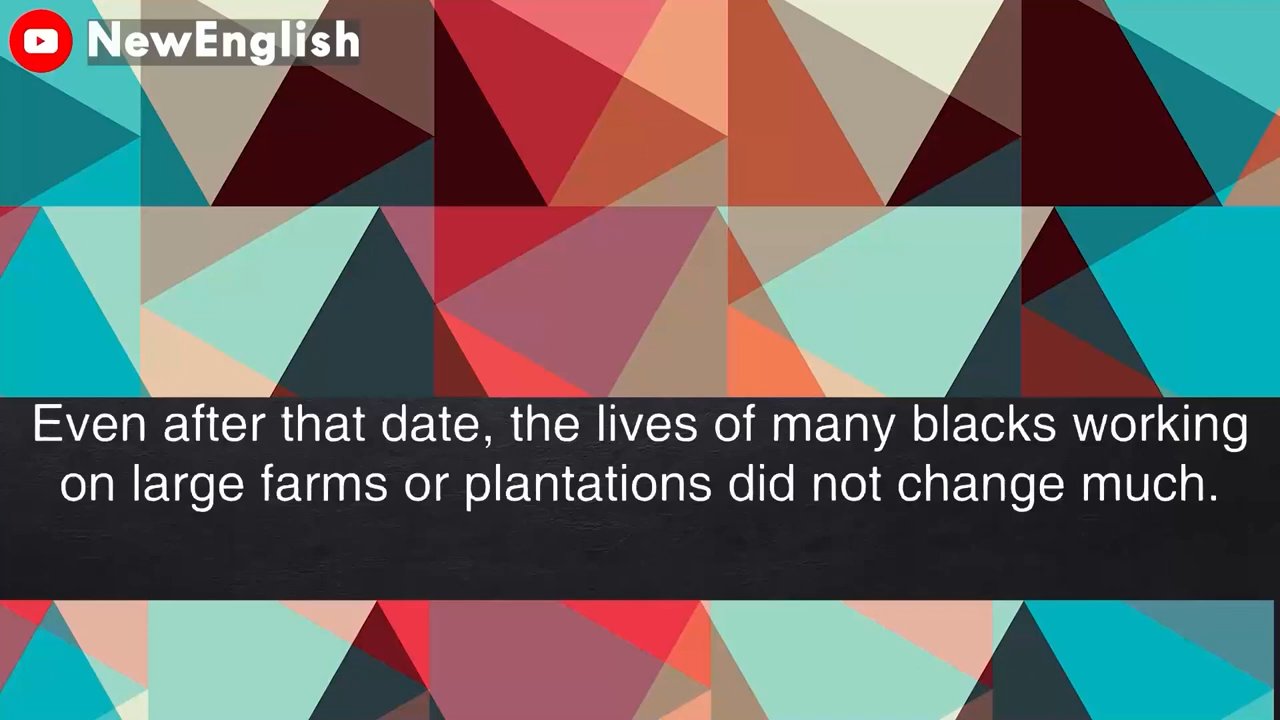 NewEnglish
Even after that date, the lives of many blacks working
on large farms or plantations did not change much.